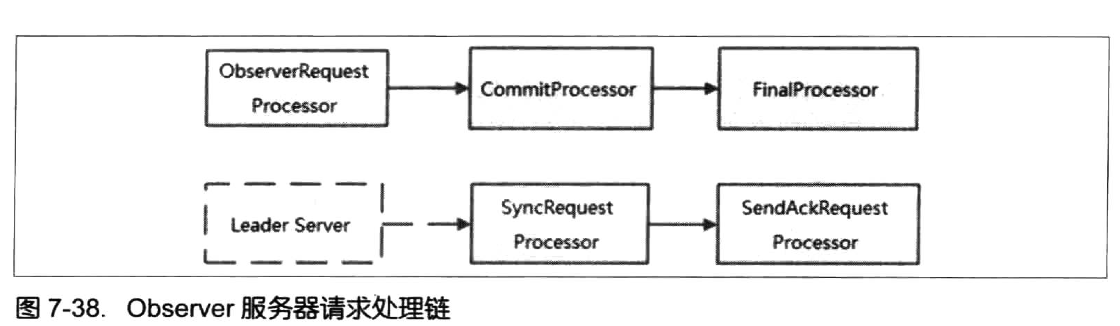 ObserverRequest
Processor
CommitProcessor
FinalProcessor
Leader Server
SyncRequest
Processor
SendAckRequest
Processor
图 7-38. Observer 服务器请求处理链